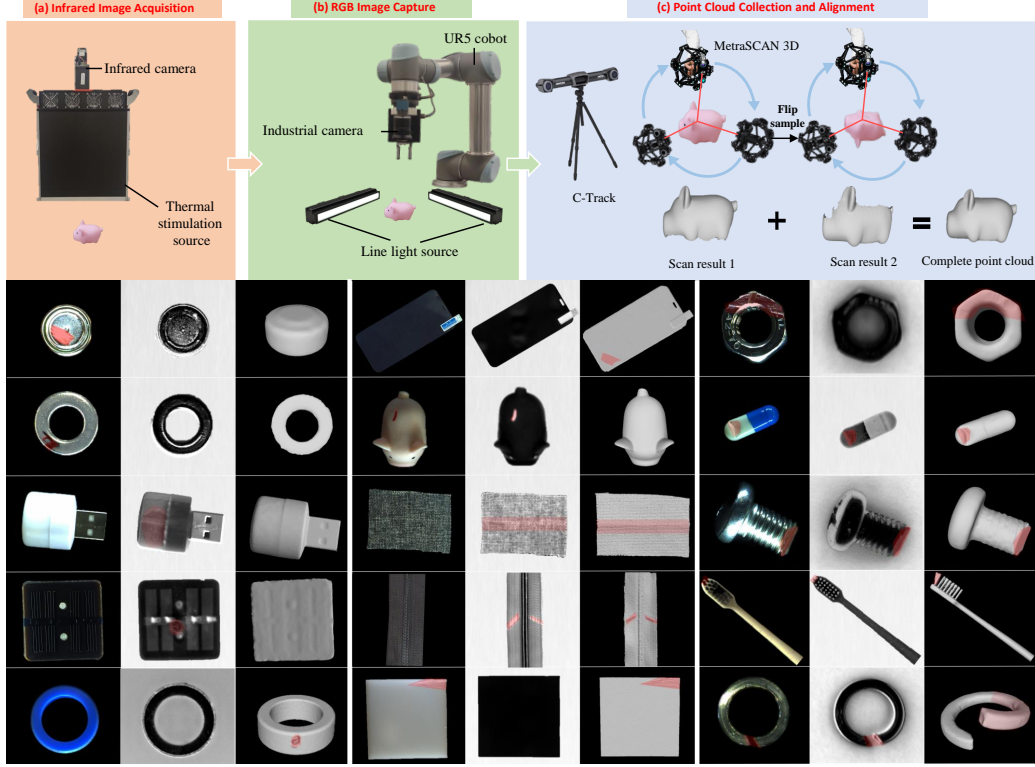 (a) Infrared Image Acquisition
(b) RGB Image Capture
(c) Point Cloud Collection and Alignment
Infrared camera
Thermal
stimulation
source
UR5 cobot
Industrial camera
Line light source
MetraSCAN 3D
C-Track
Flip
sample
+
=
Scan result 1
Scan result 2
Complete point cloud